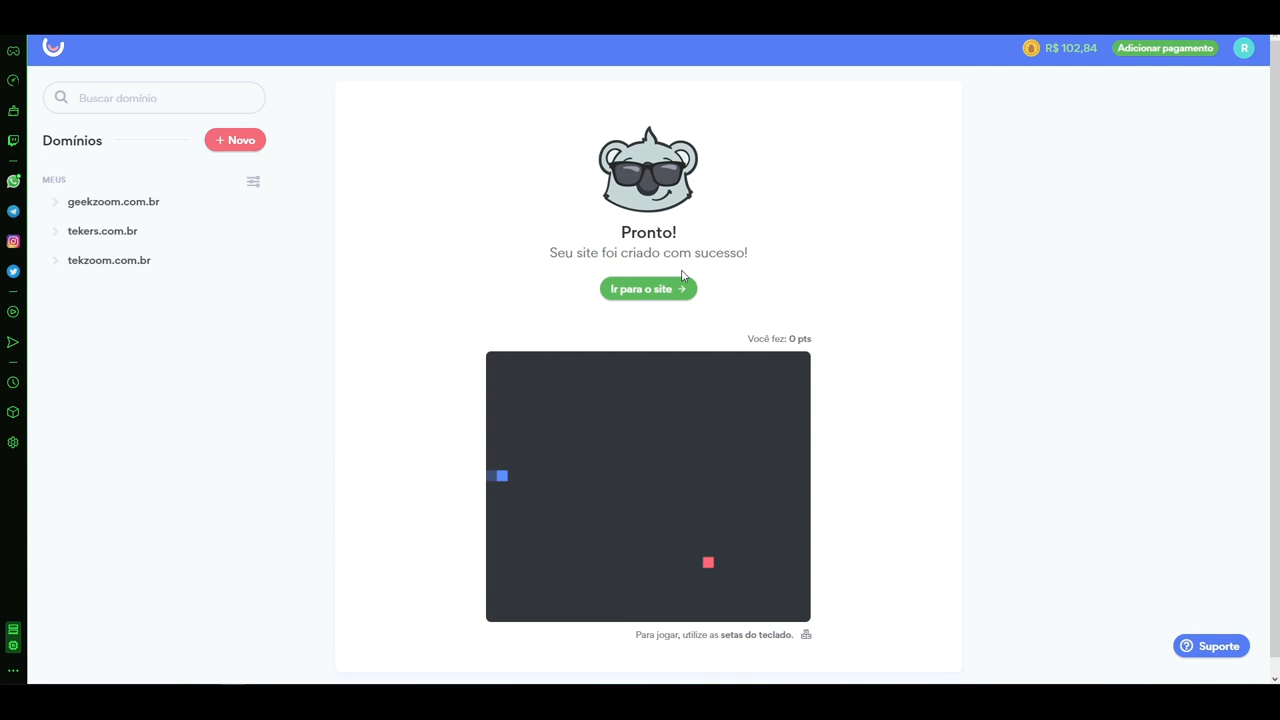 R$ 102,84
Adicionar pagamento
R
Buscar domínio
Domínios
+ Novo
MEUS
geekzoom.com.br
tekers.com.br
tekzoom.com.br
Pronto!
Seu site foi criado com sucesso!
Ir para o site →
Você fez: 0 pts
Para jogar, utilize as setas do teclado.
Suporte